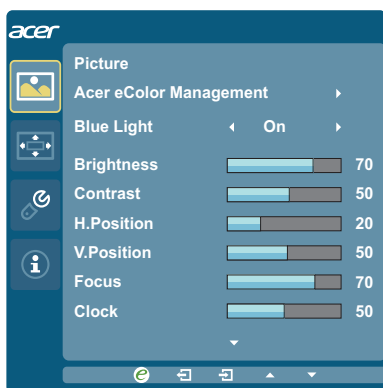 acer
Picture
Acer eColor Management
Blue Light On
Brightness 70
Contrast 50
H.Position 20
V.Position 50
Focus 70
Clock 50
e